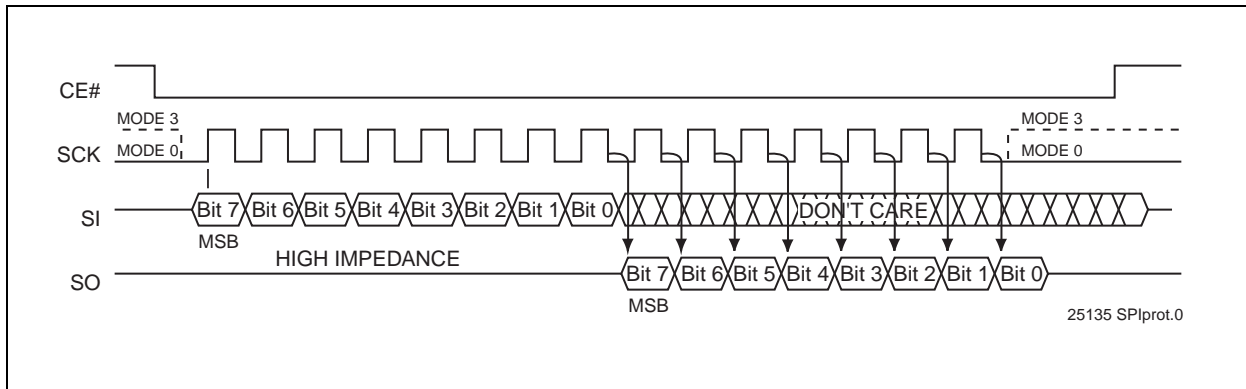 CE#
MODE 3
MODE 3
SCK
MODE 0
MODE 0
SI
Bit 7 Bit 6 Bit 5 Bit 4 Bit 3 Bit 2 Bit 1 Bit 0
DON'T CARE
MSB
HIGH IMPEDANCE
SO
Bit 7 Bit 6 Bit 5 Bit 4 Bit 3 Bit 2 Bit 1 Bit 0
MSB
25135 SPIprot.0